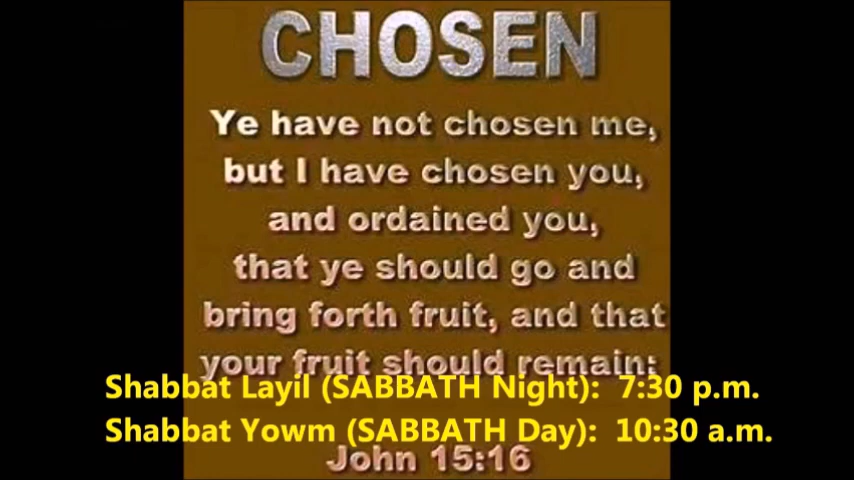 CHOSEN
Ye have not chosen me,
but I have chosen you,
and ordained you,
that ye should go and
bring forth fruit, and that
your fruit should remain:
Shabbat Layil (SABBATH Night):  7:30 p.m.
Shabbat Yowm (SABBATH Day):  10:30 a.m.
John 15:16